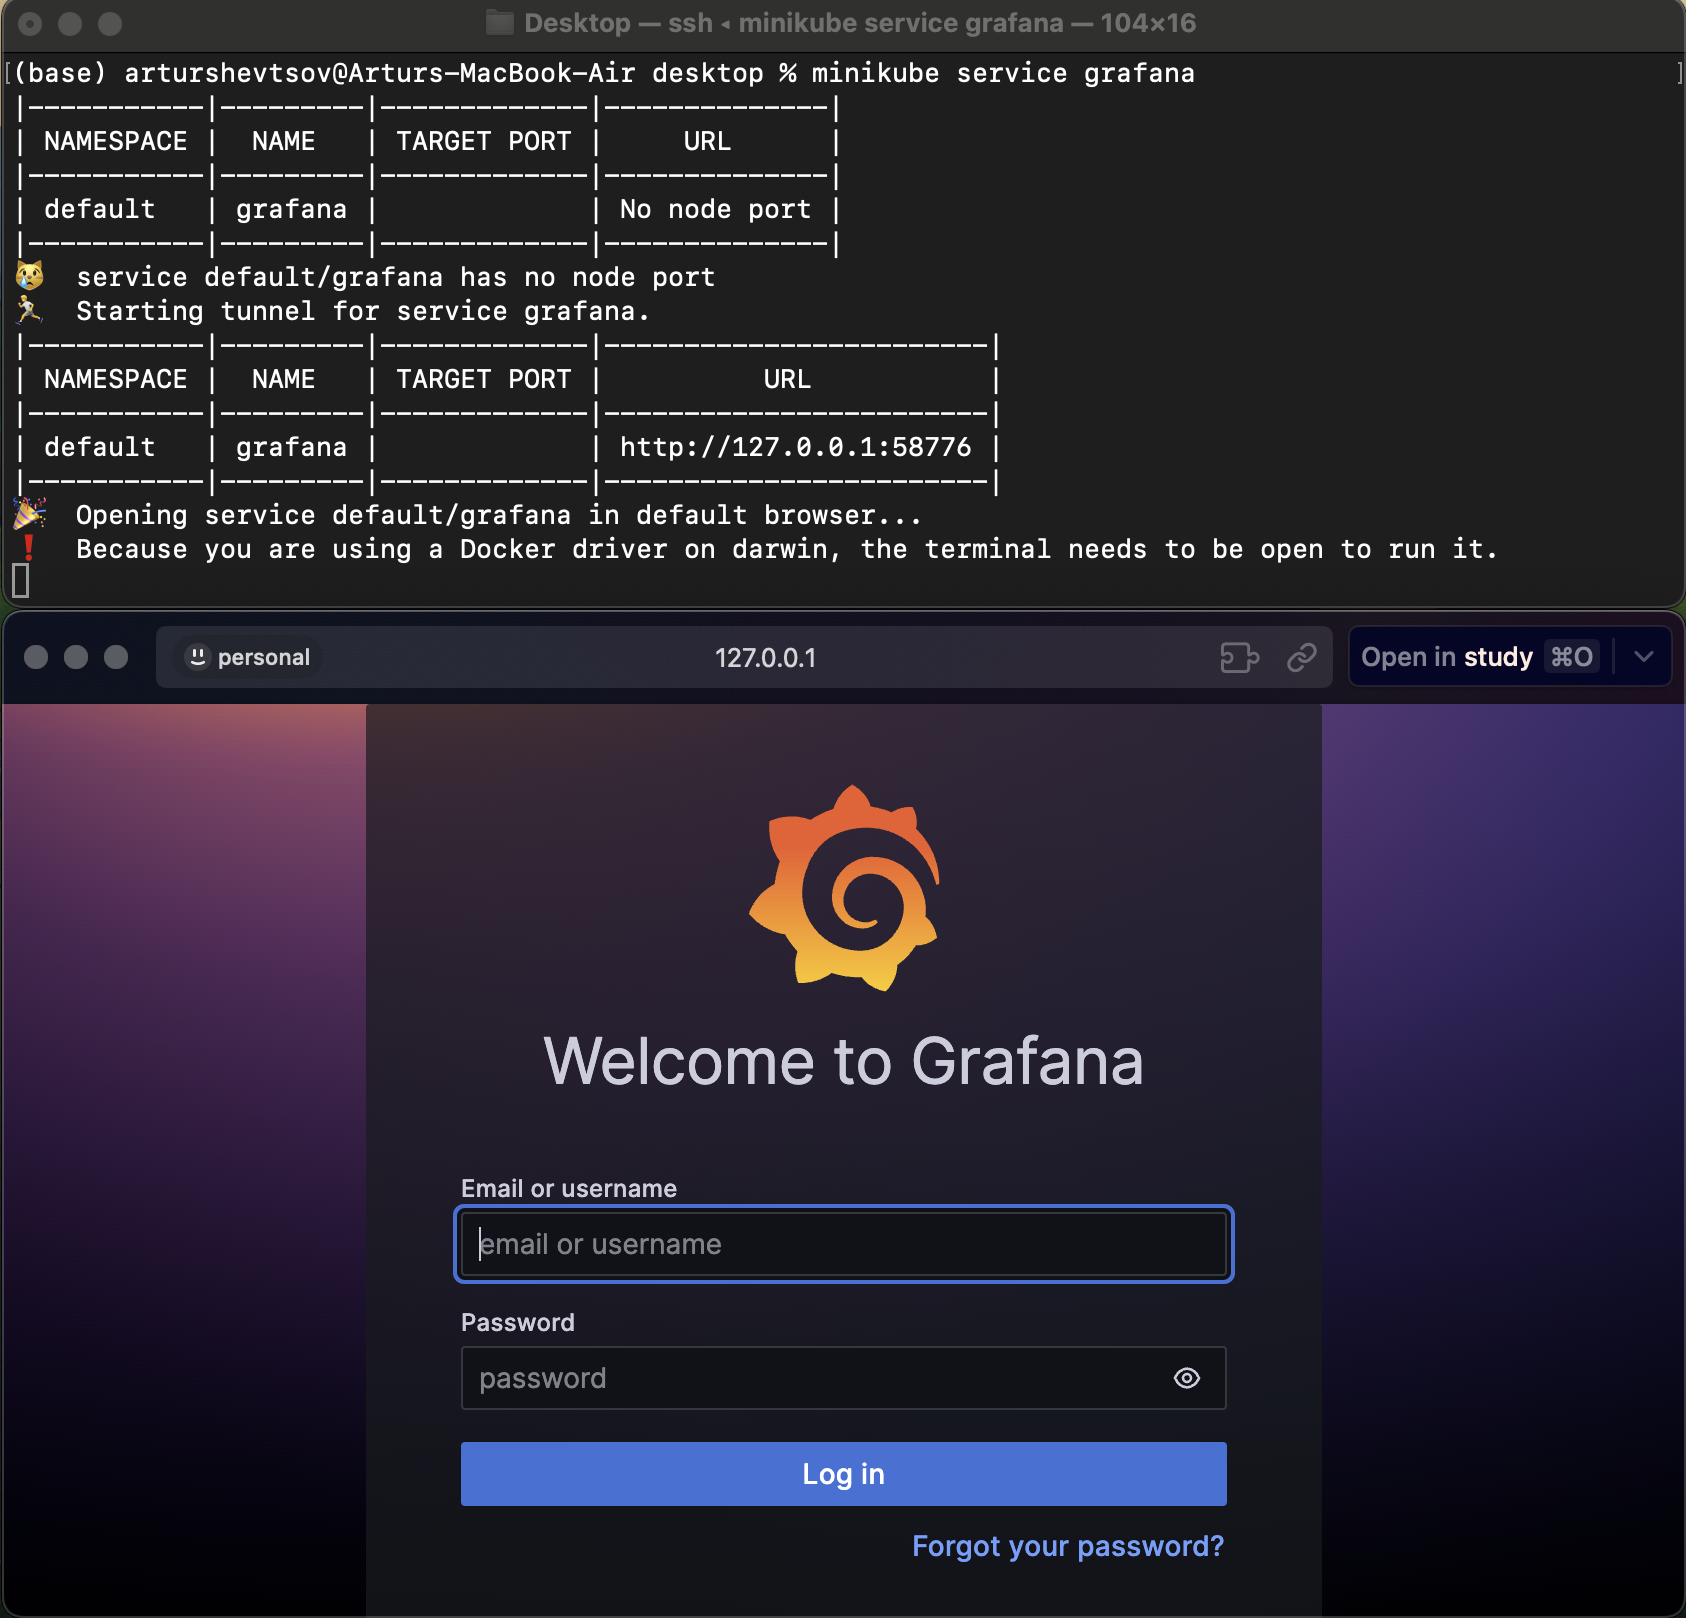 Desktop — ssh ◂ minikube service grafana — 104×16
[(base) arturshevtsov@Arturs-MacBook-Air desktop % minikube service grafana ]
|-----------|---------|-------------|--------------|
| NAMESPACE |  NAME   | TARGET PORT |     URL      |
|-----------|---------|-------------|--------------|
| default   | grafana |             | No node port |
|-----------|---------|-------------|--------------|
😿  service default/grafana has no node port
🏃  Starting tunnel for service grafana.
|-----------|---------|-------------|------------------------|
| NAMESPACE |  NAME   | TARGET PORT |          URL           |
|-----------|---------|-------------|------------------------|
| default   | grafana |             | http://127.0.0.1:58776 |
|-----------|---------|-------------|------------------------|
🎉  Opening service default/grafana in default browser...
❗  Because you are using a Docker driver on darwin, the terminal needs to be open to run it.
personal 127.0.0.1 Open in study ⌘O
Welcome to Grafana
Email or username
email or username
Password
password
Log in
Forgot your password?